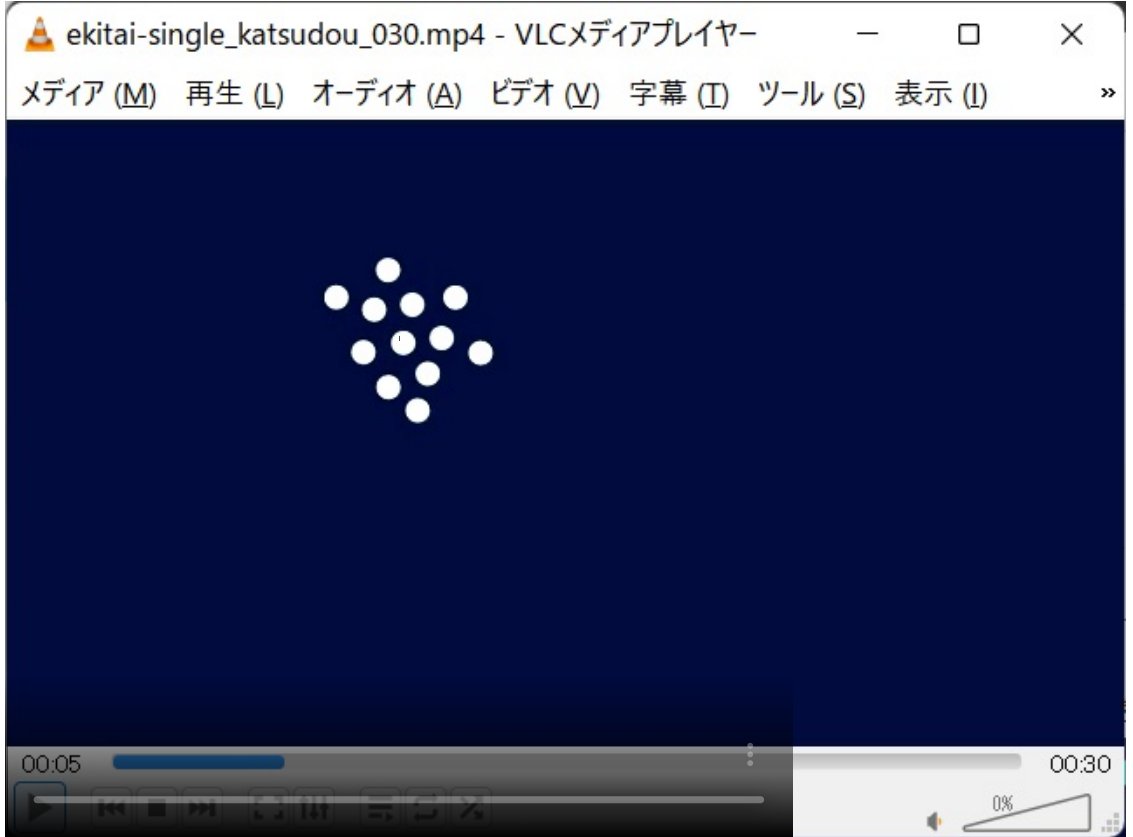 ekitai-single_katsudou_030.mp4 - VLCメディアプレイヤー
メディア (M) 再生 (L) オーディオ (A) ビデオ (V) 字幕 (T) ツール (S) 表示 (I) »
00:05 00:30
0%